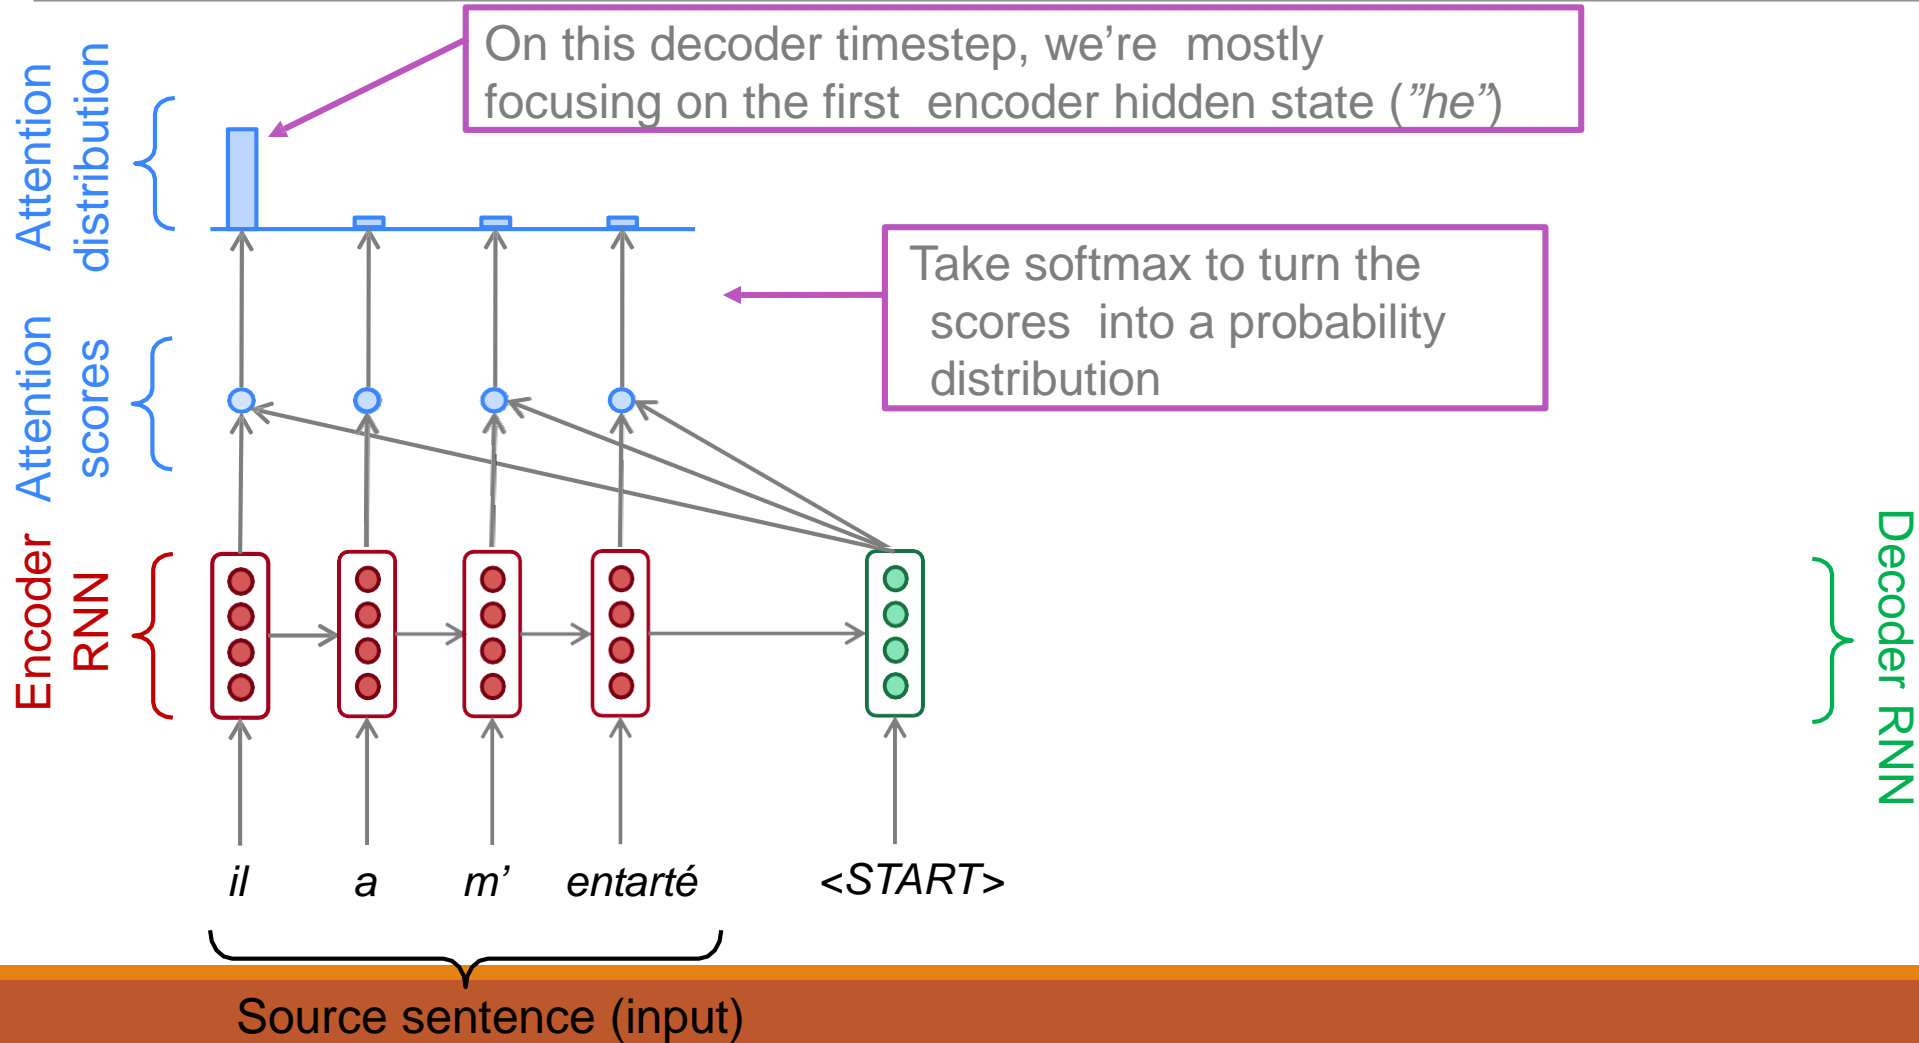 On this decoder timestep, we’re mostly
focusing on the first encoder hidden state (”he”)
Attention
distribution
Take softmax to turn the
scores into a probability
distribution
Attention
scores
Encoder
RNN
Decoder RNN
il a m’ entarté <START>
Source sentence (input)